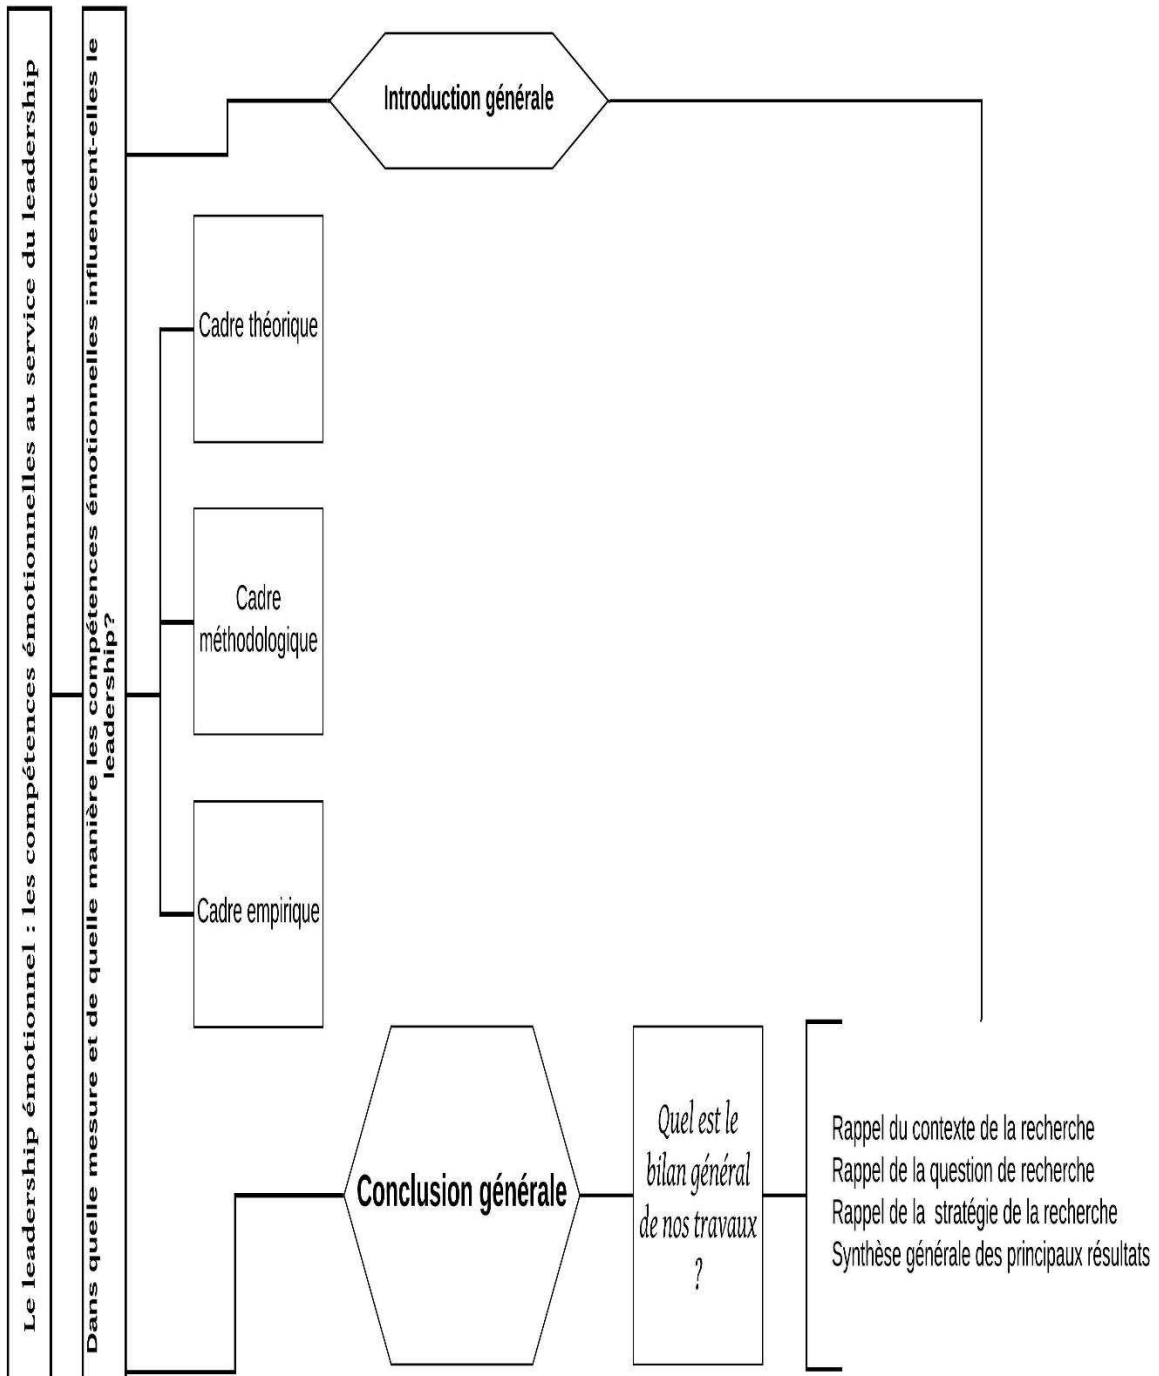 Le leadership émotionnel : les compétences émotionnelles au service du leadership
Dans quelle mesure et de quelle manière les compétences émotionnelles influencent-elles le
leadership?
Introduction générale
Cadre théorique
Cadre
méthodologique
Cadre empirique
Conclusion générale
Quel est le
bilan général
de nos travaux
?
Rappel du contexte de la recherche
Rappel de la question de recherche
Rappel de la stratégie de la recherche
Synthèse générale des principaux résultats